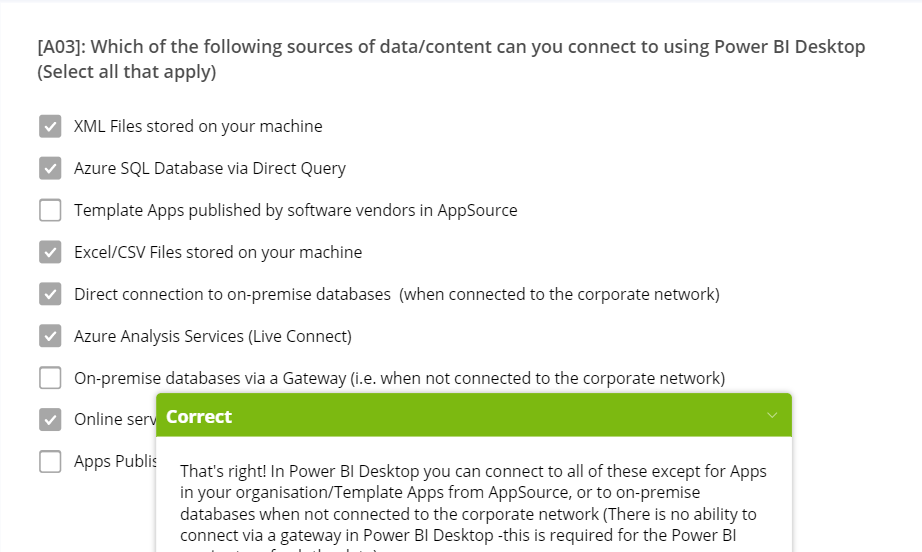 [A03]: Which of the following sources of data/content can you connect to using Power BI Desktop
(Select all that apply)
XML Files stored on your machine
Azure SQL Database via Direct Query
Template Apps published by software vendors in AppSource
Excel/CSV Files stored on your machine
Direct connection to on-premise databases (when connected to the corporate network)
Azure Analysis Services (Live Connect)
On-premise databases via a Gateway (i.e. when not connected to the corporate network)
Online serv
Apps Publis
Correct
That's right! In Power BI Desktop you can connect to all of these except for Apps
in your organisation/Template Apps from AppSource, or to on-premise
databases when not connected to the corporate network (There is no ability to
connect via a gateway in Power BI Desktop -this is required for the Power BI